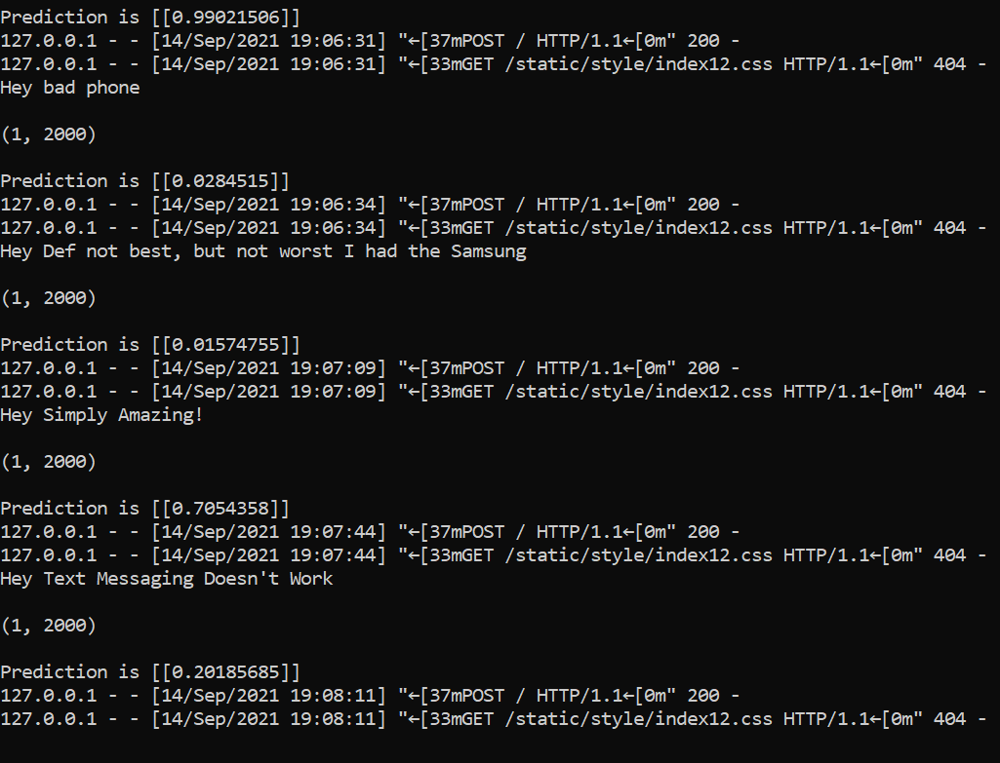 Prediction is [[0.99021506]]
127.0.0.1 - - [14/Sep/2021 19:06:31] "←[37mPOST / HTTP/1.1←[0m" 200 -
127.0.0.1 - - [14/Sep/2021 19:06:31] "←[33mGET /static/style/index12.css HTTP/1.1←[0m" 404 -
Hey bad phone
(1, 2000)
Prediction is [[0.0284515]]
127.0.0.1 - - [14/Sep/2021 19:06:34] "←[37mPOST / HTTP/1.1←[0m" 200 -
127.0.0.1 - - [14/Sep/2021 19:06:34] "←[33mGET /static/style/index12.css HTTP/1.1←[0m" 404 -
Hey Def not best, but not worst I had the Samsung
(1, 2000)
Prediction is [[0.01574755]]
127.0.0.1 - - [14/Sep/2021 19:07:09] "←[37mPOST / HTTP/1.1←[0m" 200 -
127.0.0.1 - - [14/Sep/2021 19:07:09] "←[33mGET /static/style/index12.css HTTP/1.1←[0m" 404 -
Hey Simply Amazing!
(1, 2000)
Prediction is [[0.7054358]]
127.0.0.1 - - [14/Sep/2021 19:07:44] "←[37mPOST / HTTP/1.1←[0m" 200 -
127.0.0.1 - - [14/Sep/2021 19:07:44] "←[33mGET /static/style/index12.css HTTP/1.1←[0m" 404 -
Hey Text Messaging Doesn't Work
(1, 2000)
Prediction is [[0.20185685]]
127.0.0.1 - - [14/Sep/2021 19:08:11] "←[37mPOST / HTTP/1.1←[0m" 200 -
127.0.0.1 - - [14/Sep/2021 19:08:11] "←[33mGET /static/style/index12.css HTTP/1.1←[0m" 404 -